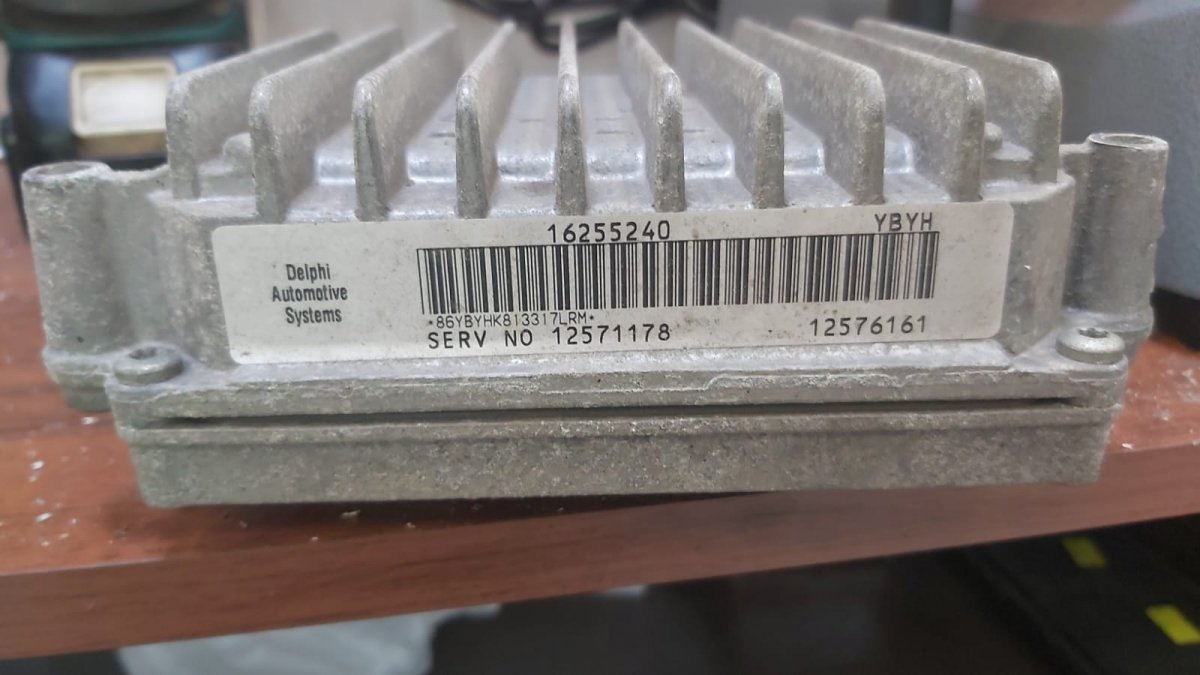 16255240 YBYH
Delphi
Automotive
Systems
*86YBYHK813317LRM*
SERV NO 12571178 12576161